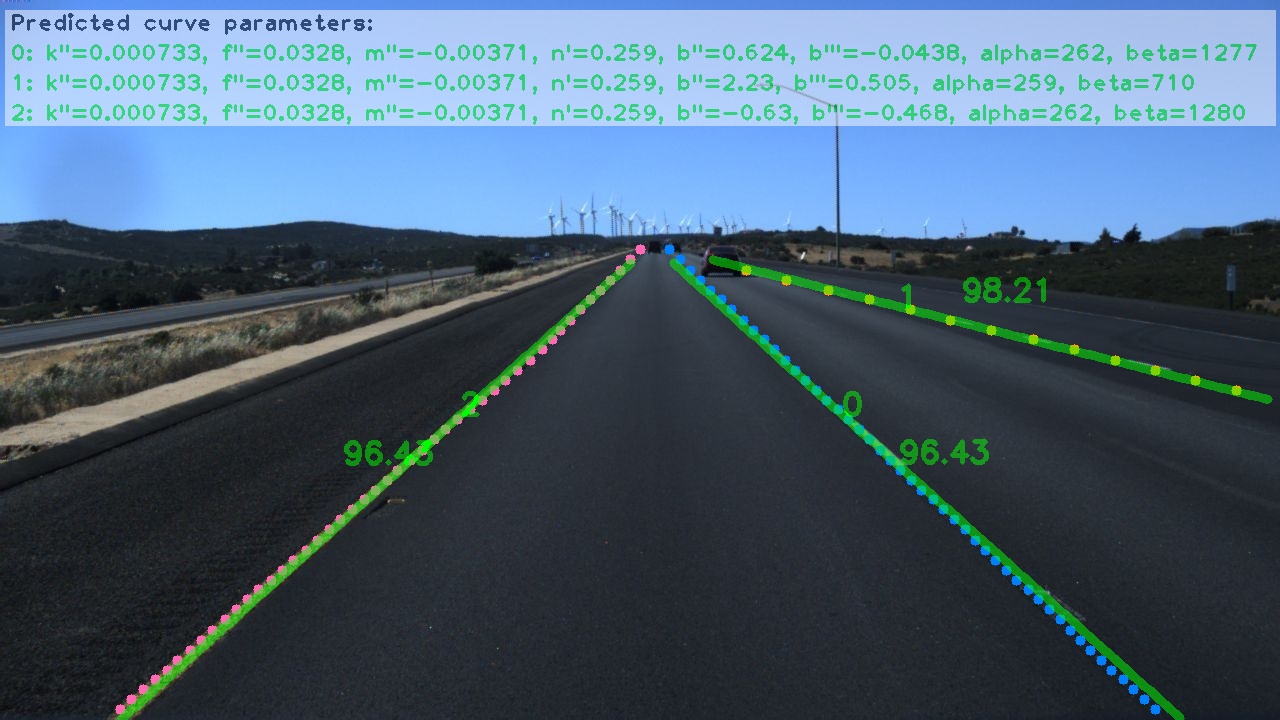 Predicted curve parameters:
0: k''=0.000733, f''=0.0328, m''=-0.00371, n'=0.259, b''=0.624, b'''=-0.0438, alpha=262, beta=1277
1: k''=0.000733, f''=0.0328, m''=-0.00371, n'=0.259, b''=2.23, b'''=0.505, alpha=259, beta=710
2: k''=0.000733, f''=0.0328, m''=-0.00371, n'=0.259, b''=-0.63, b'''=-0.468, alpha=262, beta=1280
1 98.21
2 0
96.43 96.43